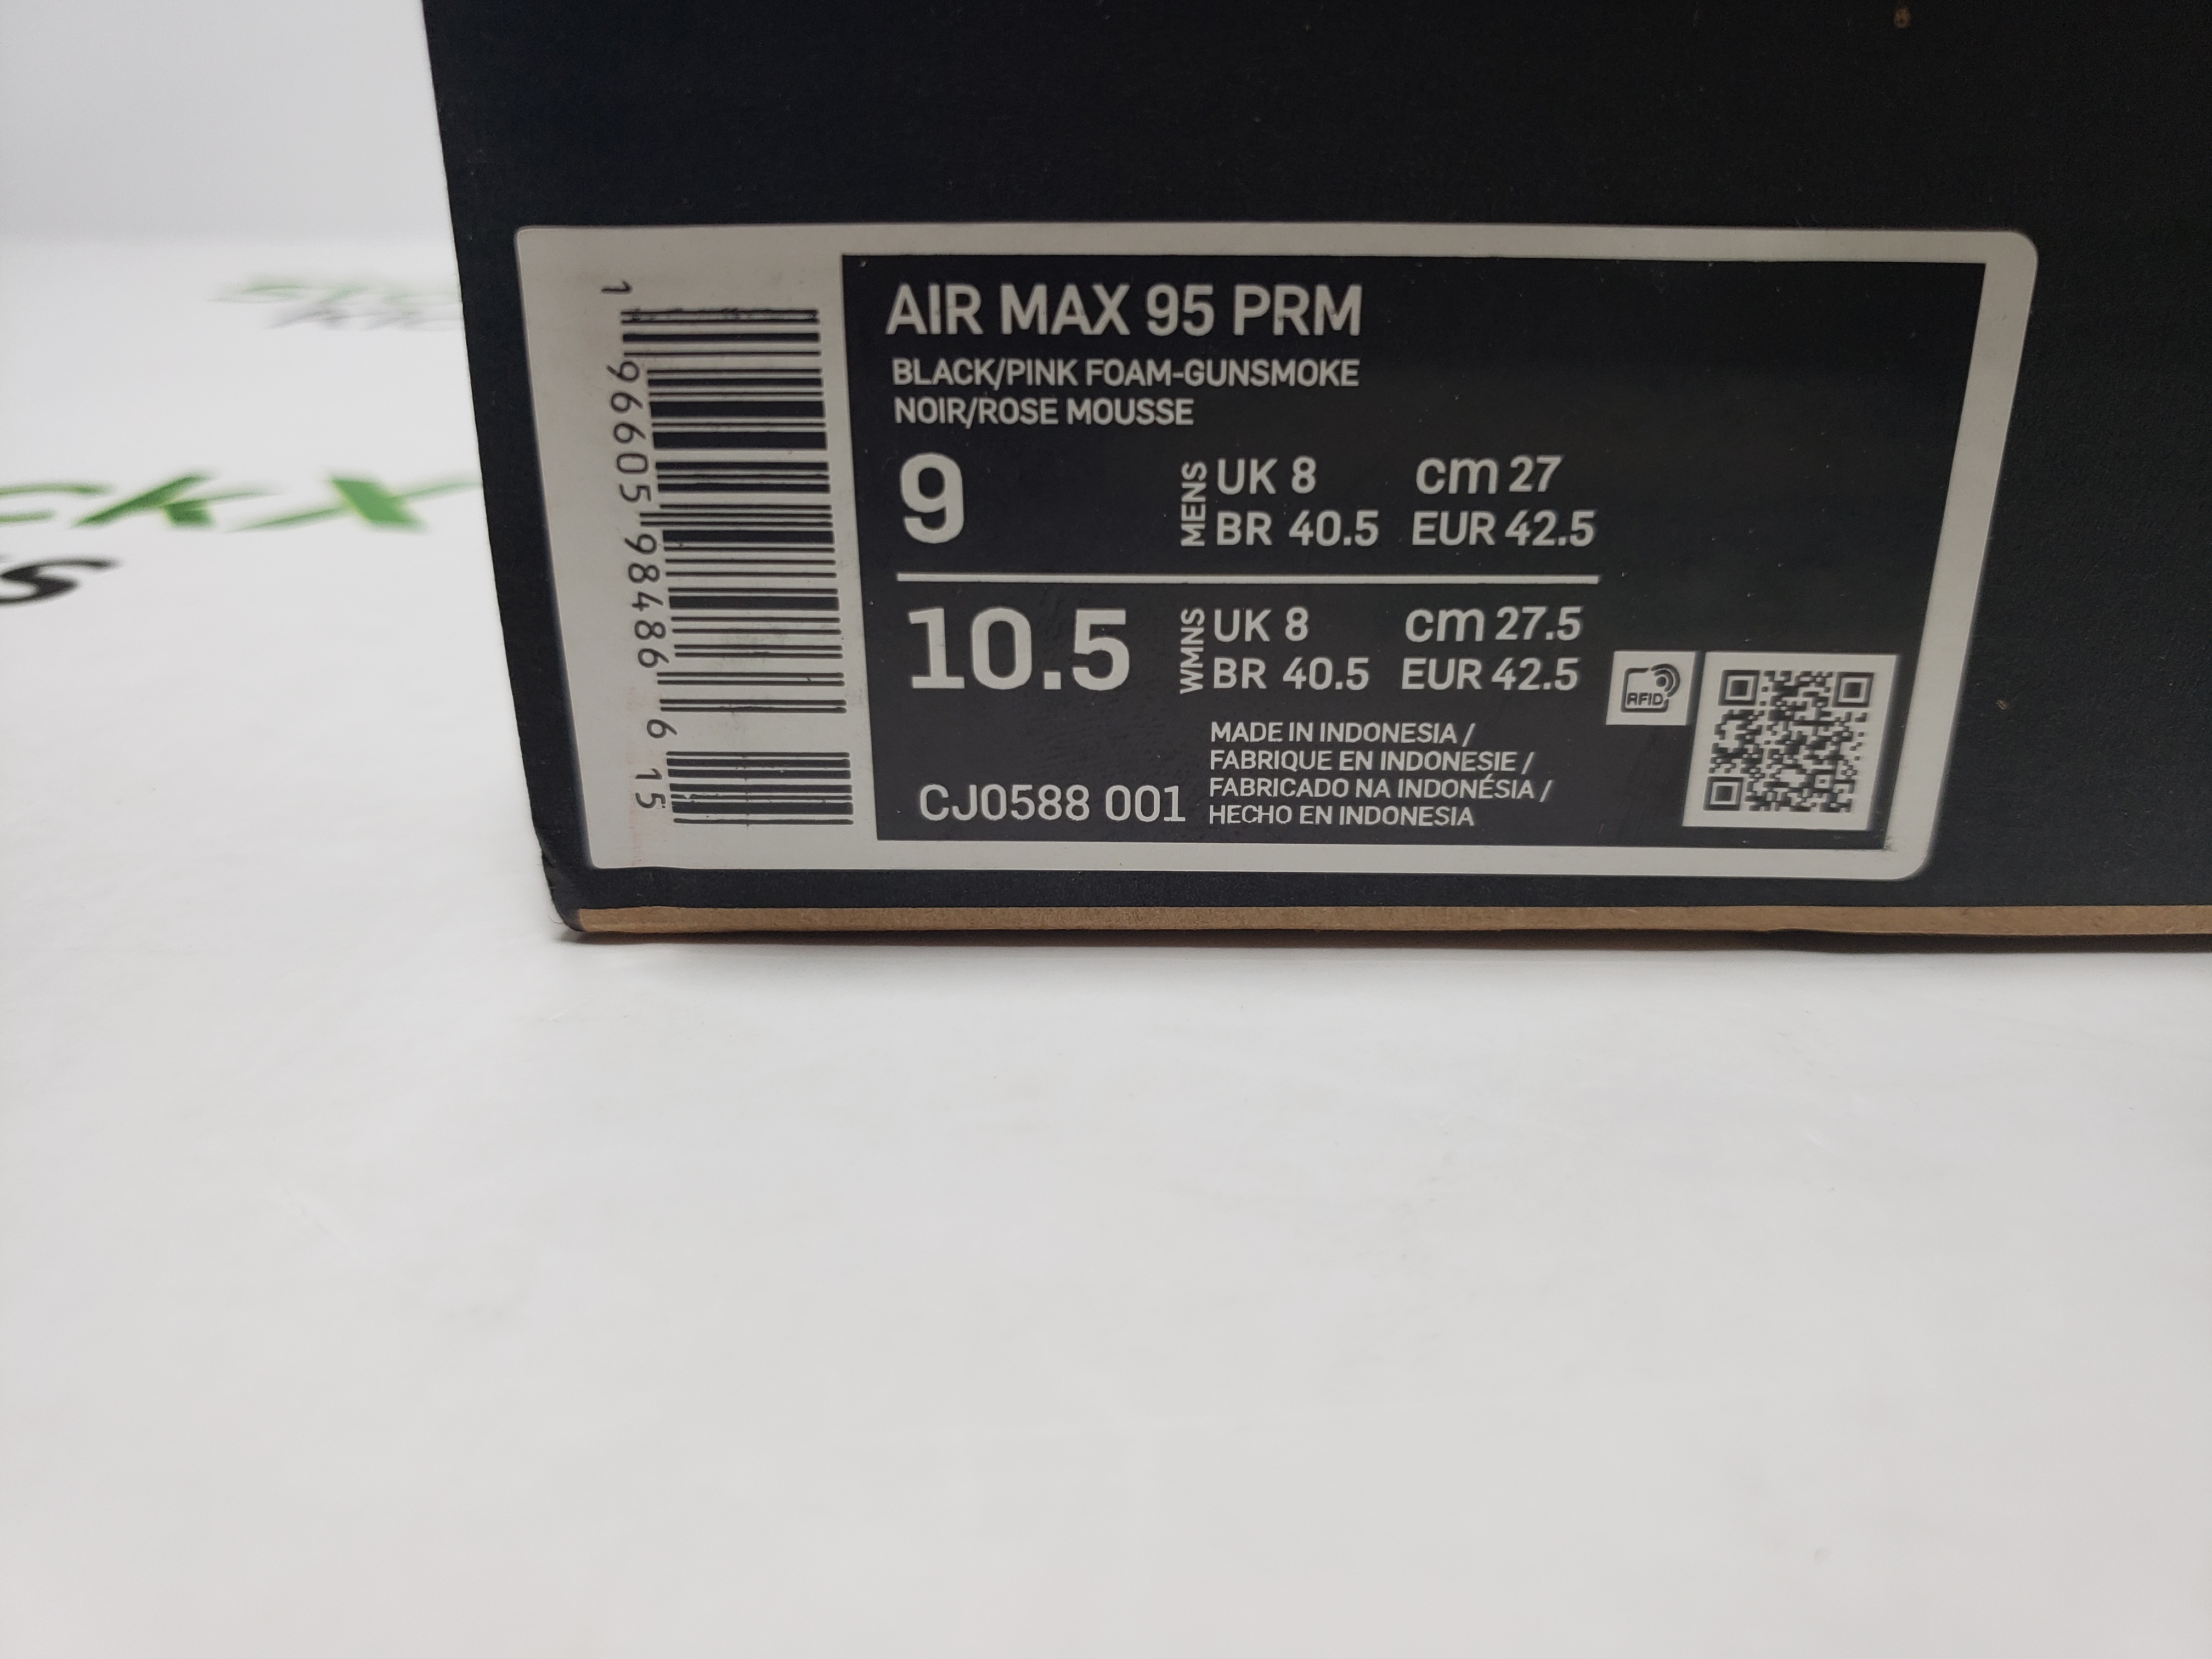 AIR MAX 95 PRM
BLACK/PINK FOAM-GUNSMOKE
NOIR/ROSE MOUSSE
9
MENS
UK 8 cm 27
BR 40.5 EUR 42.5
10.5
WMNS
UK 8 cm 27.5
BR 40.5 EUR 42.5
MADE IN INDONESIA /
FABRIQUE EN INDONESIE /
FABRICADO NA INDONÉSIA /
HECHO EN INDONESIA
CJ0588 001
RFID
1 96605 98486 6 15